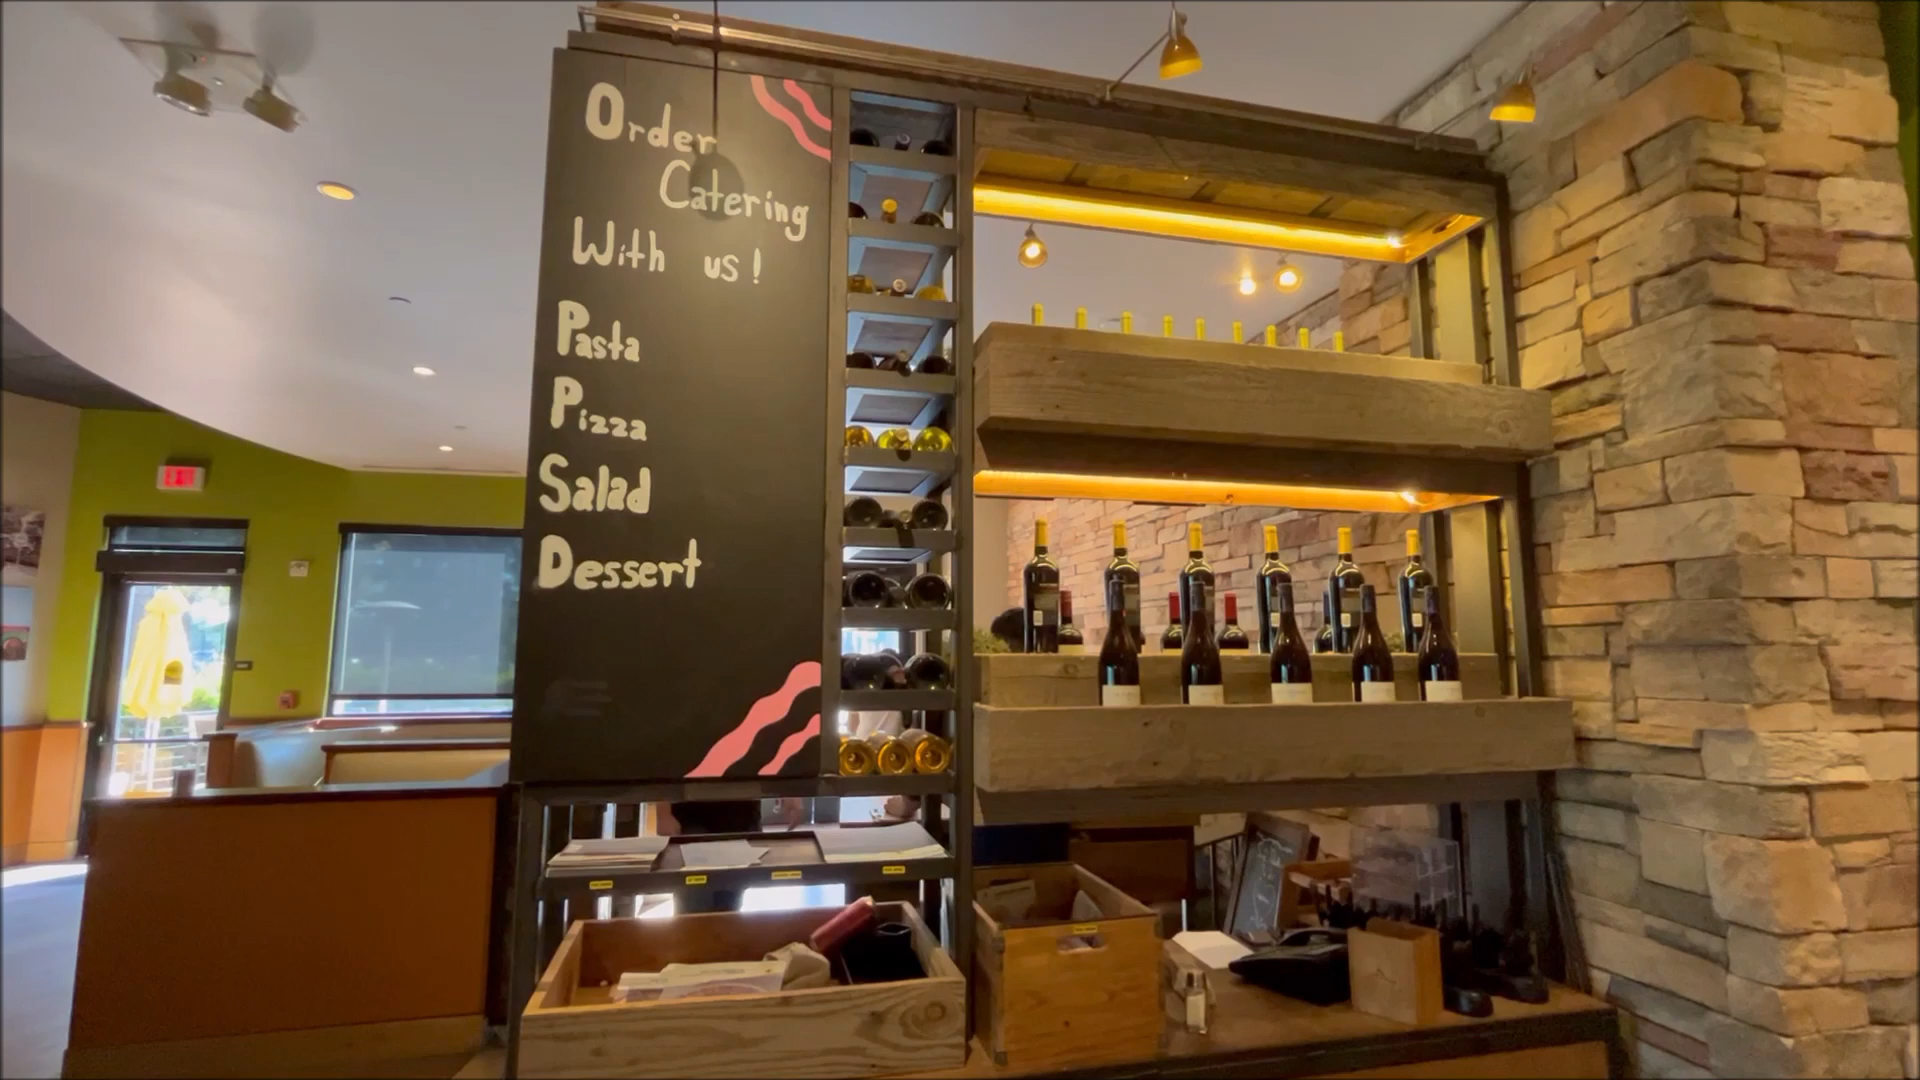 Order
Catering
With us!
Pasta
Pizza
Salad
Dessert
EXIT